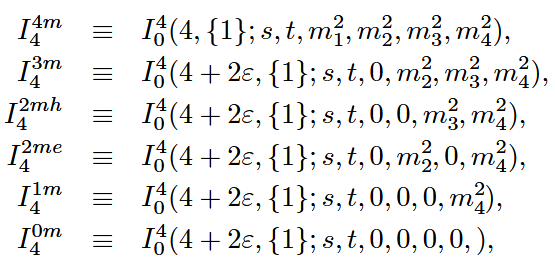 I_4^{4m} ≡ I_0^4(4, {1}; s, t, m_1^2, m_2^2, m_3^2, m_4^2),
I_4^{3m} ≡ I_0^4(4 + 2ε, {1}; s, t, 0, m_2^2, m_3^2, m_4^2),
I_4^{2mh} ≡ I_0^4(4 + 2ε, {1}; s, t, 0, 0, m_3^2, m_4^2),
I_4^{2me} ≡ I_0^4(4 + 2ε, {1}; s, t, 0, m_2^2, 0, m_4^2),
I_4^{1m} ≡ I_0^4(4 + 2ε, {1}; s, t, 0, 0, 0, m_4^2),
I_4^{0m} ≡ I_0^4(4 + 2ε, {1}; s, t, 0, 0, 0, 0, ),